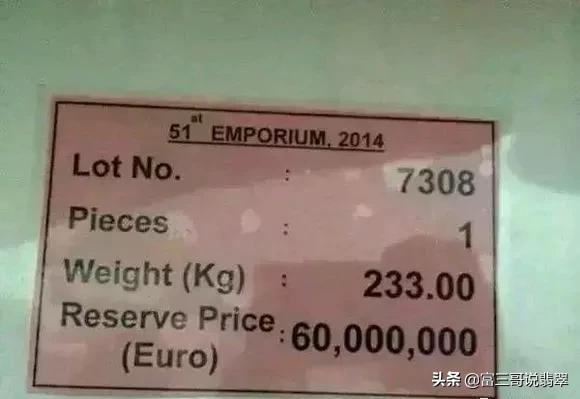 51st EMPORIUM, 2014
Lot No. : 7308
Pieces : 1
Weight (Kg) : 233.00
Reserve Price : 60,000,000
(Euro)
头条 @富三哥说翡翠